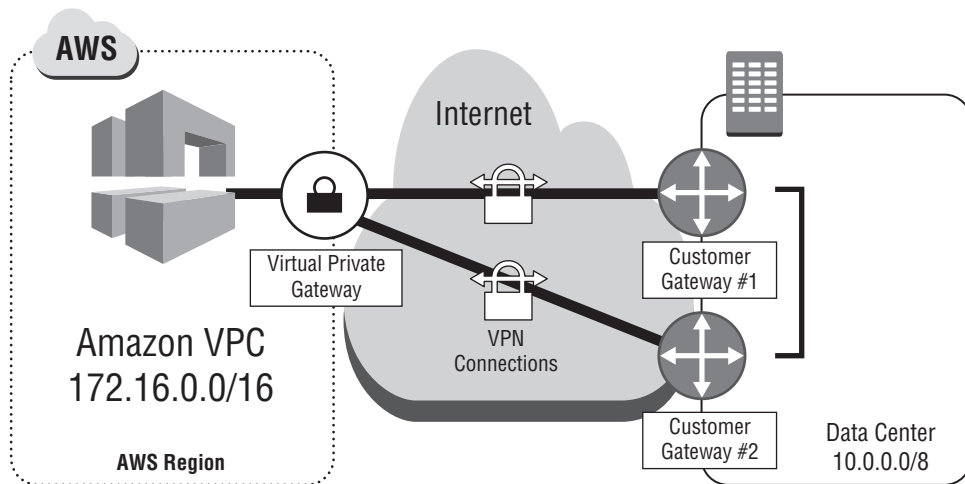 AWS
Internet
Virtual Private
Gateway
Customer
Gateway #1
VPN
Connections
Amazon VPC
172.16.0.0/16
Customer
Gateway #2
Data Center
10.0.0.0/8
AWS Region